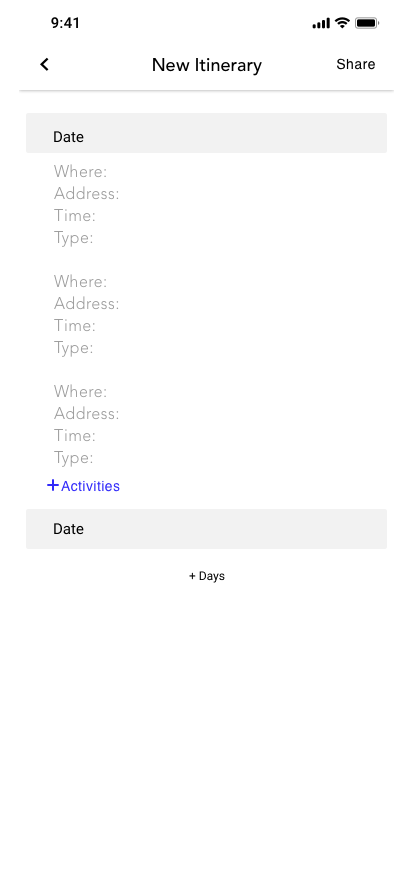 9:41
New Itinerary
Share
Date
Where:
Address:
Time:
Type:
Where:
Address:
Time:
Type:
Where:
Address:
Time:
Type:
+Activities
Date
+ Days